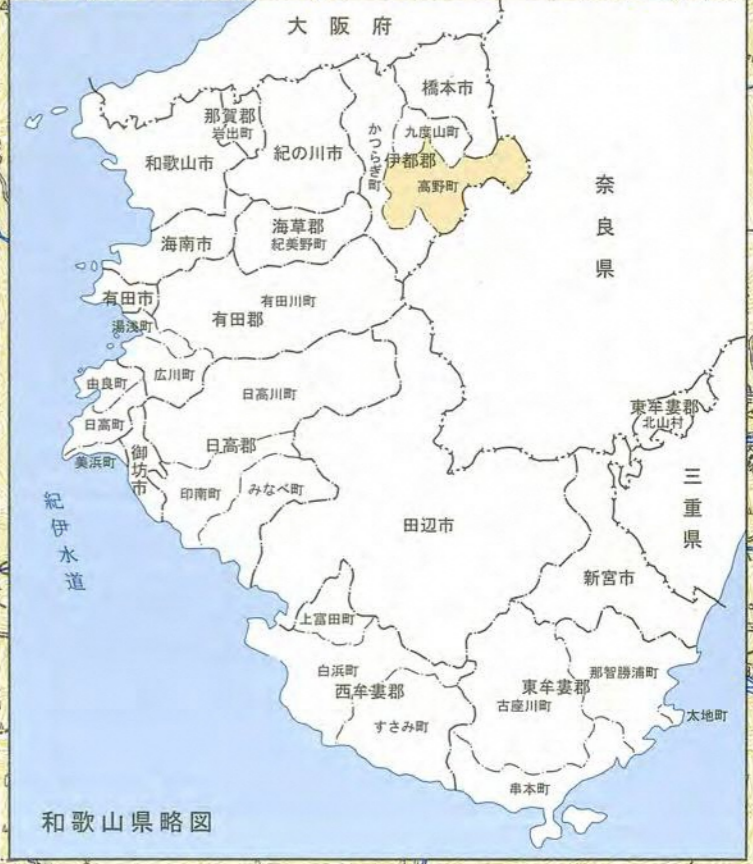 大阪府
橋本市
那賀郡
岩出町
九度山町
かつらぎ町
紀の川市
伊都郡
和歌山市
高野町
奈良県
海草郡
紀美野町
海南市
有田市
有田川町
有田郡
湯浅町
広川町
由良町
日高川町
東牟婁郡
北山村
日高町
日高郡
御坊市
美浜町
三重県
印南町
みなべ町
紀伊水道
田辺市
新宮市
上富田町
白浜町
西牟婁郡
那智勝浦町
東牟婁郡
古座川町
太地町
すさみ町
串本町
和歌山県略図